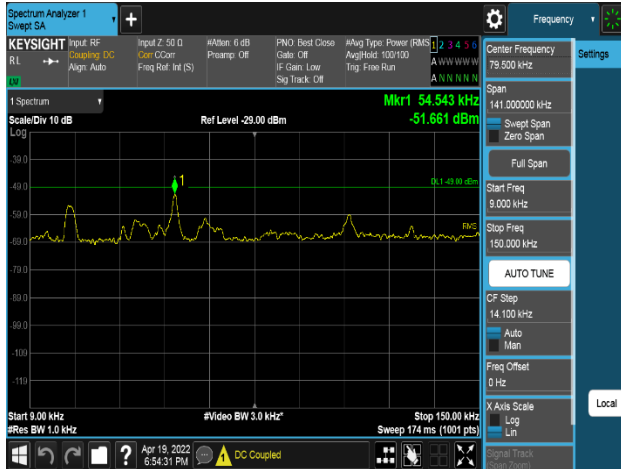 Spectrum Analyzer 1
Swept SA
Frequency
KEYSIGHT
RL
LW
Input: RF
Coupling: DC
Align: Auto
Input Z: 50 Ω
Corr CCorr
Freq Ref: Int (S)
#Atten: 6 dB
Preamp: Off
PNO: Best Close
Gate: Off
IF Gain: Low
Sig Track: Off
#Avg Type: Power (RMS
Avg|Hold: 100/100
Trig: Free Run
1 2 3 4 5 6
A W W W W W
A N N N N N
1 Spectrum
Scale/Div 10 dB
Log
Ref Level -29.00 dBm
Mkr1 54.543 kHz
-51.661 dBm
1
-39.0
-49.0
-59.0
-69.0
-79.0
-89.0
-99.0
-109
-119
DL1 -49.00 dBm
RMS
Start 9.00 kHz
#Res BW 1.0 kHz
#Video BW 3.0 kHz*
Stop 150.00 kHz
Sweep 174 ms (1001 pts)
Center Frequency
79.500 kHz
Settings
Span
141.000000 kHz
Swept Span
Zero Span
Full Span
Start Freq
9.000 kHz
Stop Freq
150.000 kHz
AUTO TUNE
CF Step
14.100 kHz
Auto
Man
Freq Offset
0 Hz
X Axis Scale
Log
Lin
Local
Signal Track
(Span Zoom)
?
Apr 19, 2022
6:54:31 PM
DC Coupled